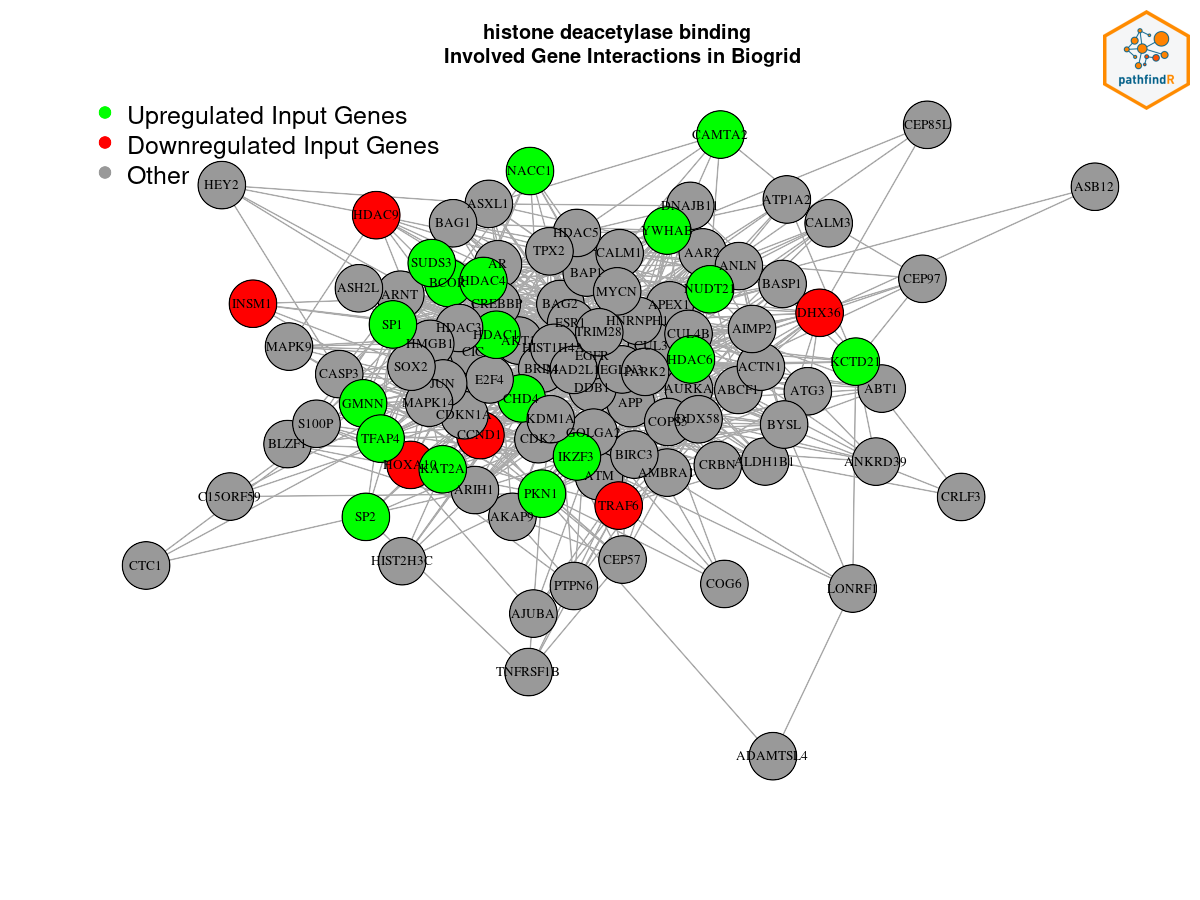 histone deacetylase binding
Involved Gene Interactions in Biogrid
pathfindR
Upregulated Input Genes
Downregulated Input Genes
Other
CEP85L
CAMTA2
NACC1
HEY2
ASB12
ATP1A2
ASXL1
DNAJB11
HDAC9
BAG1
CALM3
HDAC5
YWHAB
TPX2
CALM1
AAR2
SUDS3
AR
ANLN
BAP1
CEP97
HDAC4
BCOR
BASP1
ASH2L
NUDT21
MYCN
ARNT
INSM1
CREBBP
BAG2
APEX1
DHX36
SP1
ESR1
HNRNPH1
HDAC3
AIMP2
TRIM28
HDAC1
CUL4B
HMGB1
AKT1
MAPK9
CUL3
HIST1H4A
CIC
EGFR
HDAC6
KCTD21
SOX2
ACTN1
BRD4
MAD2L1
EGLN3
PARK2
CASP3
E2F4
JUN
DDB1
AURKA
ABCF1
ABT1
ATG3
CHD4
GMNN
MAPK14
APP
CDKN1A
KDM1A
S100P
COPS5
DDX58
BYSL
GOLGA2
CCND1
TFAP4
CDK2
BLZF1
BIRC3
IKZF3
HOXA10
KAT2A
CRBN
ALDH1B1
ANKRD39
AMBRA1
ATM
ARIH1
PKN1
C15ORF59
CRLF3
TRAF6
SP2
AKAP9
CEP57
HIST2H3C
CTC1
PTPN6
COG6
LONRF1
AJUBA
TNFRSF1B
ADAMTSL4